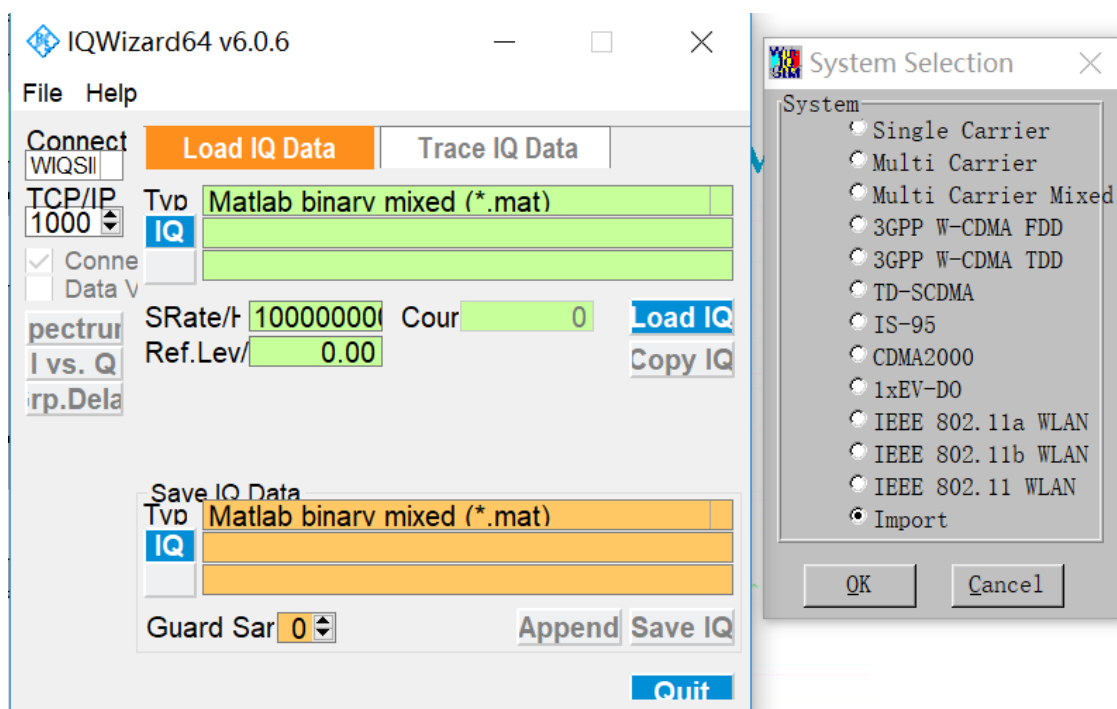 IQWizard64 v6.0.6
File Help
Connect
WIQSII
TCP/IP
1000
Conne
Data V
pectrur
I vs. Q
rp.Dela
Load IQ Data
Trace IQ Data
Typ Matlab binary mixed (*.mat)
IQ
SRate/H 10000000 Cour 0 Load IQ
Ref.Lev/ 0.00 Copy IQ
Save IQ Data
Typ Matlab binary mixed (*.mat)
IQ
Guard Sar 0 Append Save IQ
Quit
System Selection
System
Single Carrier
Multi Carrier
Multi Carrier Mixed
3GPP W-CDMA FDD
3GPP W-CDMA TDD
TD-SCDMA
IS-95
CDMA2000
1xEV-DO
IEEE 802.11a WLAN
IEEE 802.11b WLAN
IEEE 802.11 WLAN
Import
OK Cancel